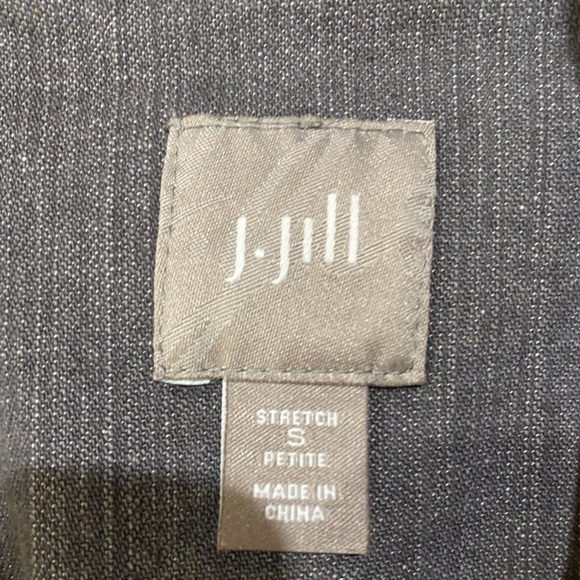 J.Jill
STRETCH
S
PETITE
MADE IN
CHINA